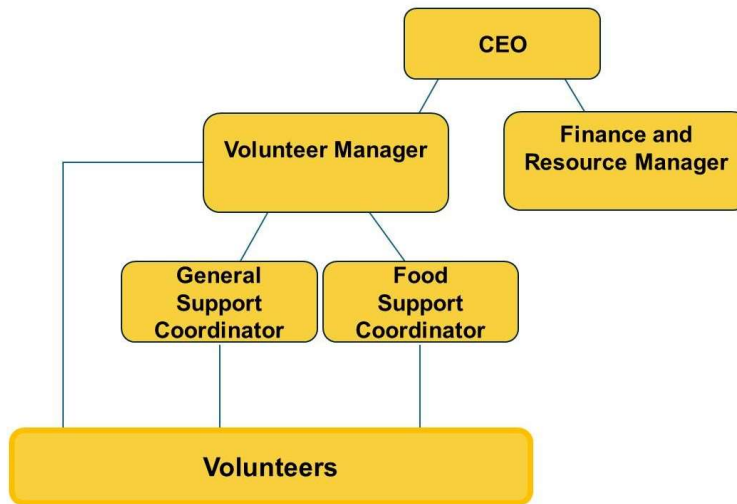 CEO
Volunteer Manager
Finance and
Resource Manager
General
Support
Coordinator
Food
Support
Coordinator
Volunteers